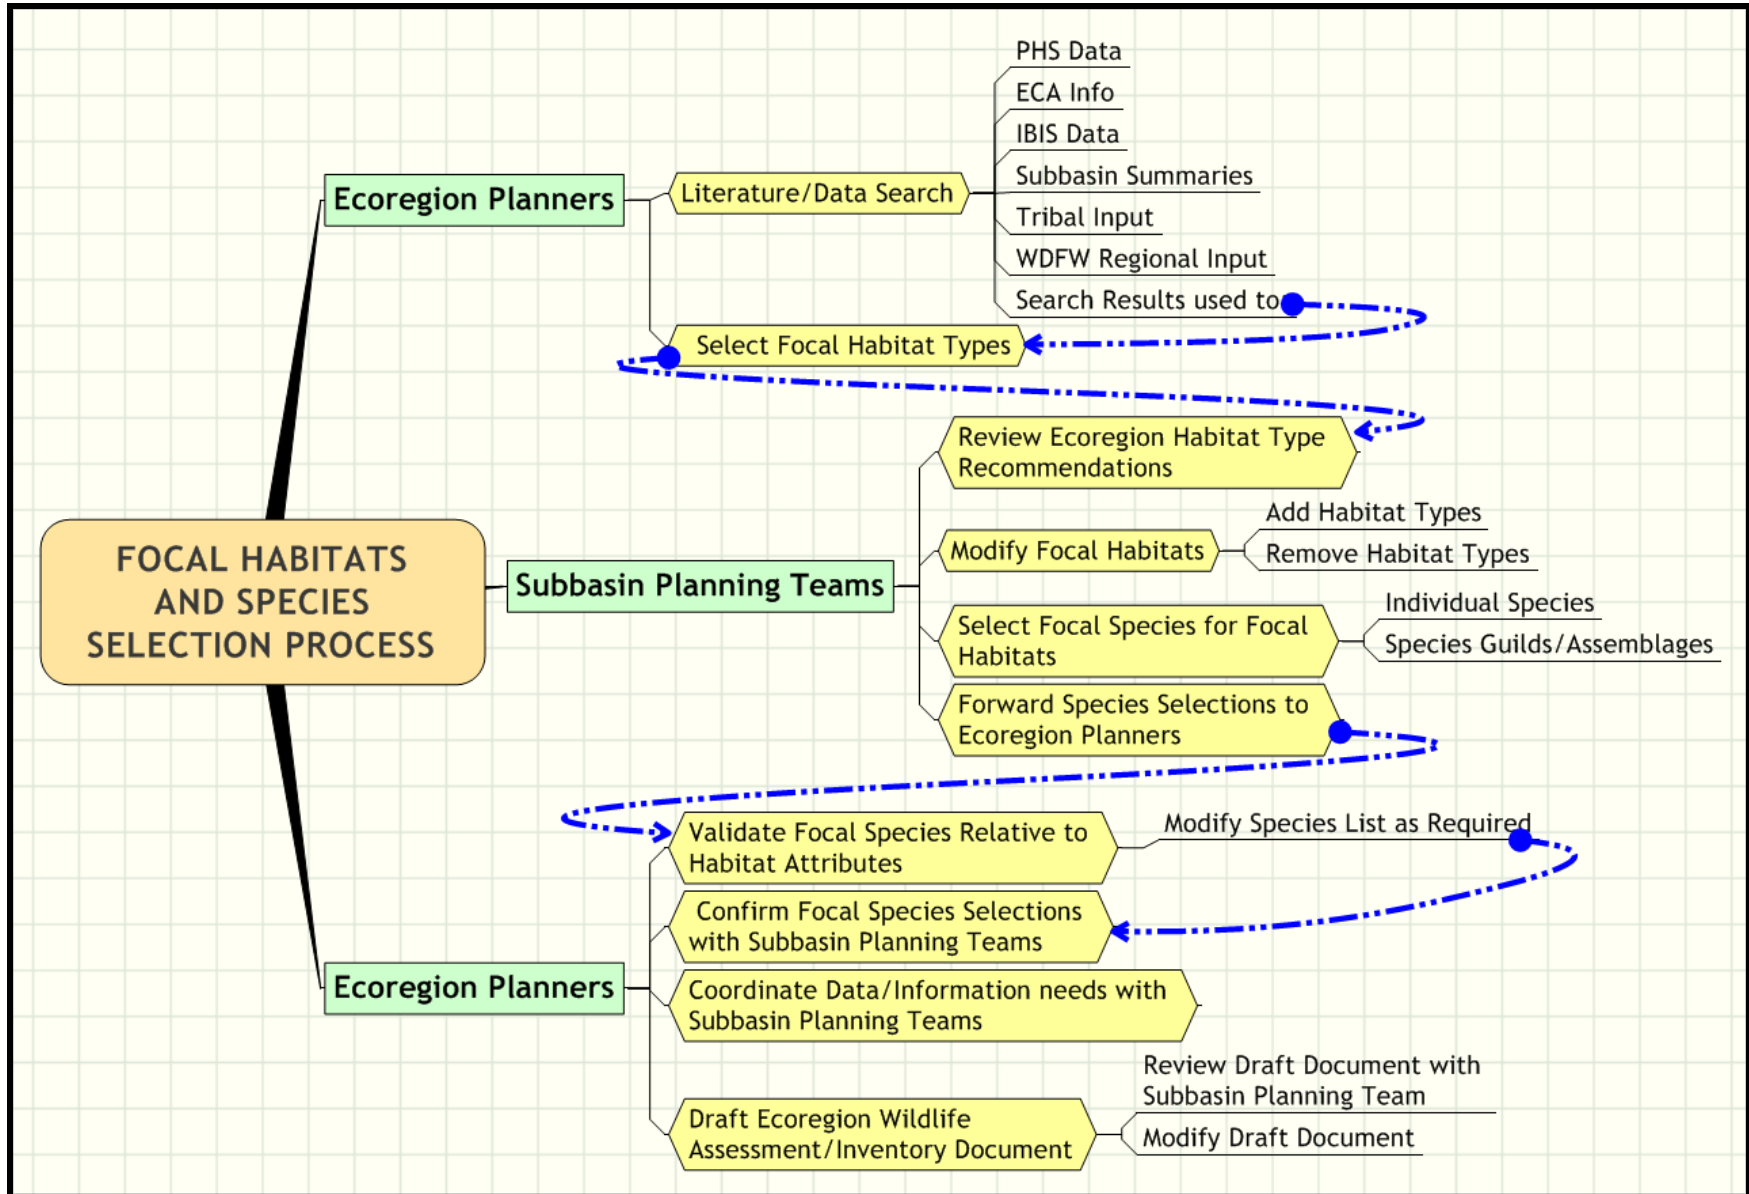 PHS Data
ECA Info
IBIS Data
Subbasin Summaries
Tribal Input
WDFW Regional Input
Search Results used to
Ecoregion Planners
Literature/Data Search
Select Focal Habitat Types
Review Ecoregion Habitat Type
Recommendations
Add Habitat Types
Remove Habitat Types
Modify Focal Habitats
FOCAL HABITATS
AND SPECIES
SELECTION PROCESS
Subbasin Planning Teams
Select Focal Species for Focal
Habitats
Individual Species
Species Guilds/Assemblages
Forward Species Selections to
Ecoregion Planners
Validate Focal Species Relative to
Habitat Attributes
Modify Species List as Required
Confirm Focal Species Selections
with Subbasin Planning Teams
Ecoregion Planners
Coordinate Data/Information needs with
Subbasin Planning Teams
Draft Ecoregion Wildlife
Assessment/Inventory Document
Review Draft Document with
Subbasin Planning Team
Modify Draft Document